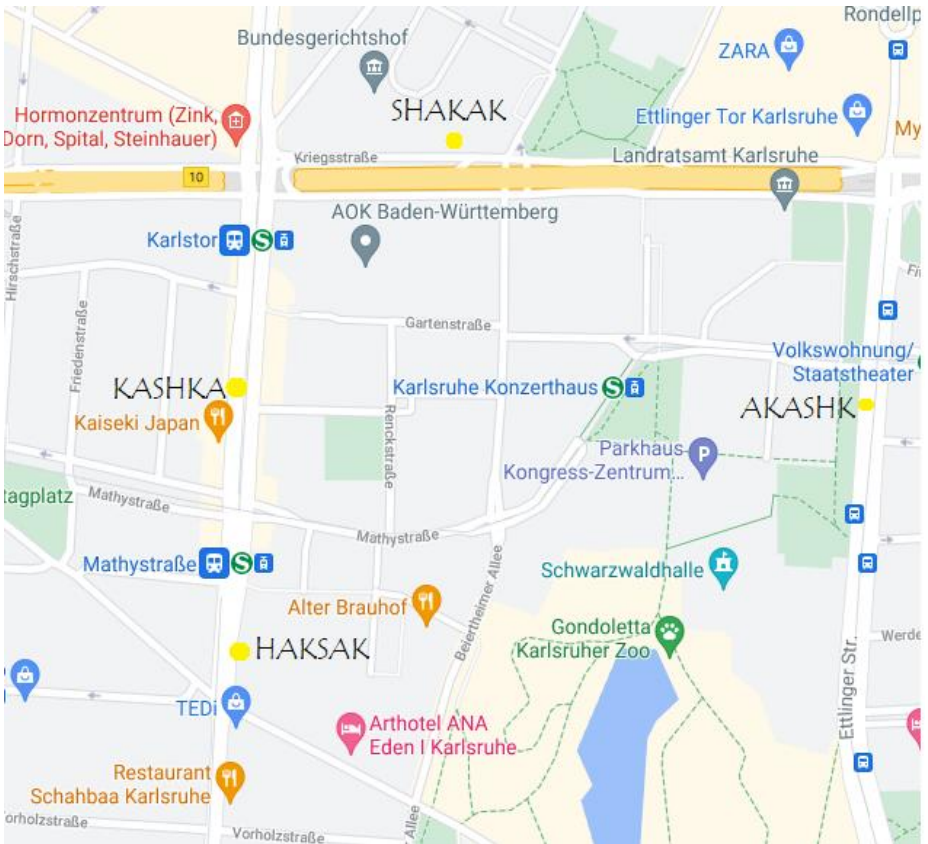 Rondellp
Bundesgerichtshof
ZARA
SHAKAK
Hormonzentrum (Zink,
Dorn, Spital, Steinhauer)
Ettlinger Tor Karlsruhe
My
Kriegsstraße
Landratsamt Karlsruhe
10
AOK Baden-Württemberg
Karlstor
S
Hirschstraße
Friedenstraße
Gartenstraße
Volkswohnung/
Staatstheater
KASHKA
Karlsruhe Konzerthaus
S
AKASHK
Kaiseki Japan
Renckstraße
Parkhaus
Kongress-Zentrum...
P
tagplatz
Mathystraße
Mathystraße
Mathystraße
S
Schwarzwaldhalle
Beiertheimer Allee
Alter Brauhof
Gondoletta
Karlsruher Zoo
Werde
HAKSAK
Ettlinger Str.
TEDi
Arthotel ANA
Eden I Karlsruhe
Restaurant
Schahbaa Karlsruhe
Vorholzstraße
Allee